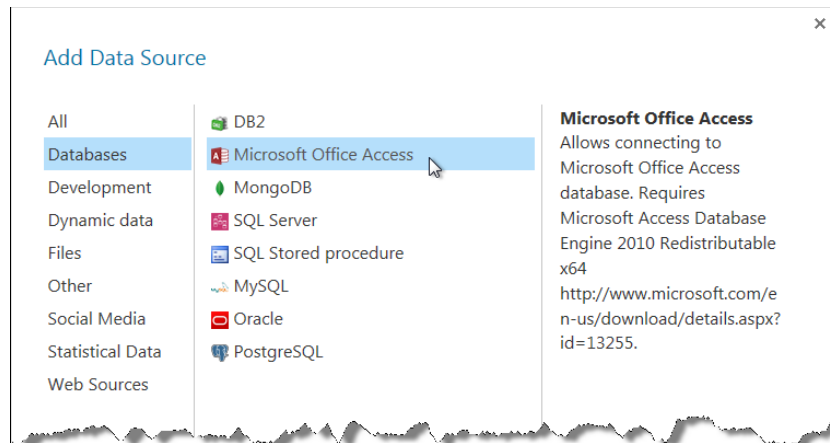 Add Data Source
All
Databases
Development
Dynamic data
Files
Other
Social Media
Statistical Data
Web Sources
DB2
Microsoft Office Access
MongoDB
SQL Server
SQL Stored procedure
MySQL
Oracle
PostgreSQL
Microsoft Office Access
Allows connecting to
Microsoft Office Access
database. Requires
Microsoft Access Database
Engine 2010 Redistributable
x64
http://www.microsoft.com/e
n-us/download/details.aspx?
id=13255.